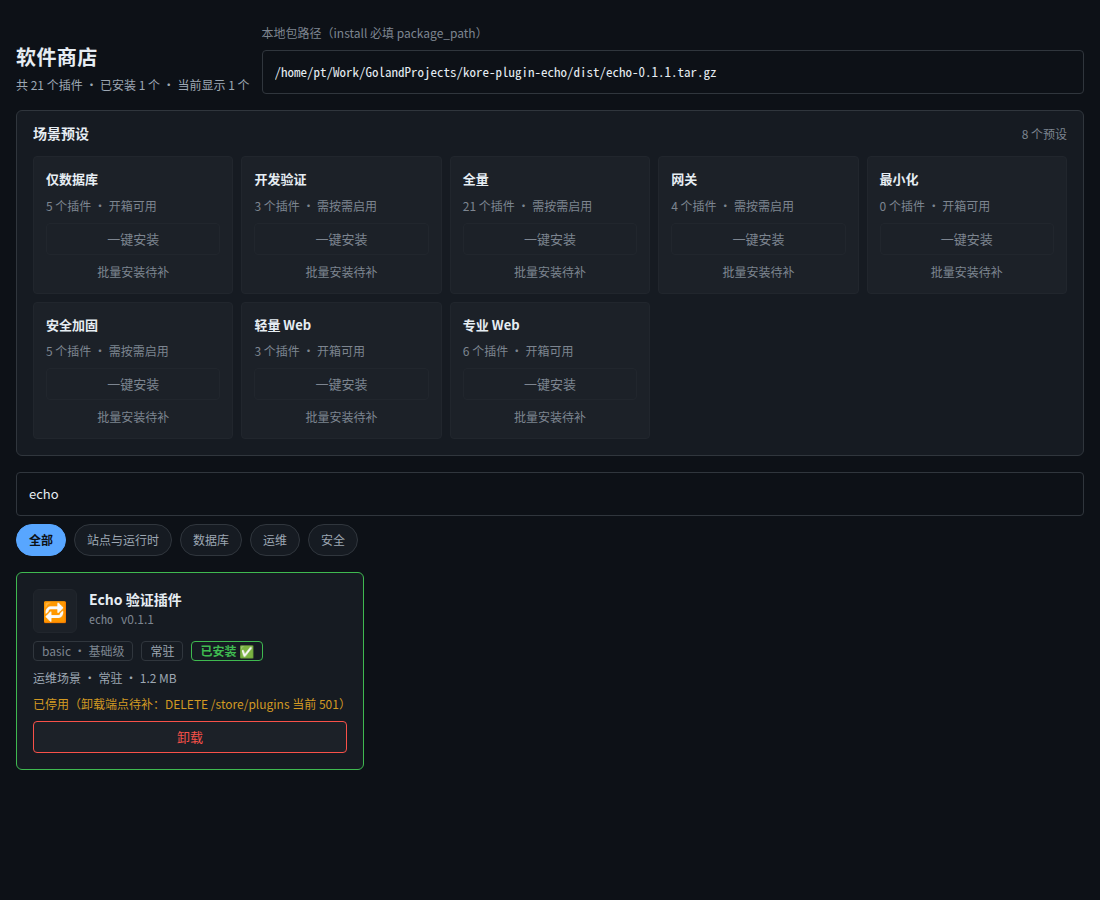 本地包路径（install 必填 package_path）
软件商店
共 21 个插件 · 已安装 1 个 · 当前显示 1 个
/home/pt/Work/GolandProjects/kore-plugin-echo/dist/echo-0.1.1.tar.gz
场景预设
8 个预设
仅数据库
5 个插件 · 开箱可用
一键安装
批量安装待补
开发验证
3 个插件 · 需按需启用
一键安装
批量安装待补
全量
21 个插件 · 需按需启用
一键安装
批量安装待补
网关
4 个插件 · 需按需启用
一键安装
批量安装待补
最小化
0 个插件 · 开箱可用
一键安装
批量安装待补
安全加固
5 个插件 · 需按需启用
一键安装
批量安装待补
轻量 Web
3 个插件 · 开箱可用
一键安装
批量安装待补
专业 Web
6 个插件 · 开箱可用
一键安装
批量安装待补
echo
全部 站点与运行时 数据库 运维 安全
Echo 验证插件
echo v0.1.1
basic · 基础级 常驻 已安装 ✅
运维场景 · 常驻 · 1.2 MB
已停用（卸载端点待补：DELETE /store/plugins 当前 501）
卸载